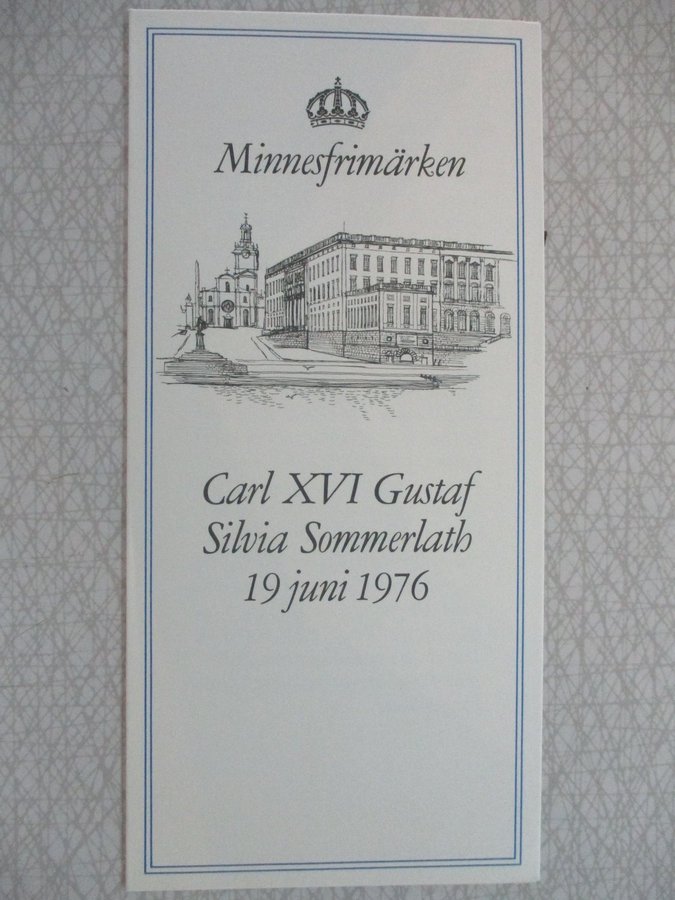 Minnesfrimärken
Carl XVI Gustaf
Silvia Sommerlath
19 juni 1976